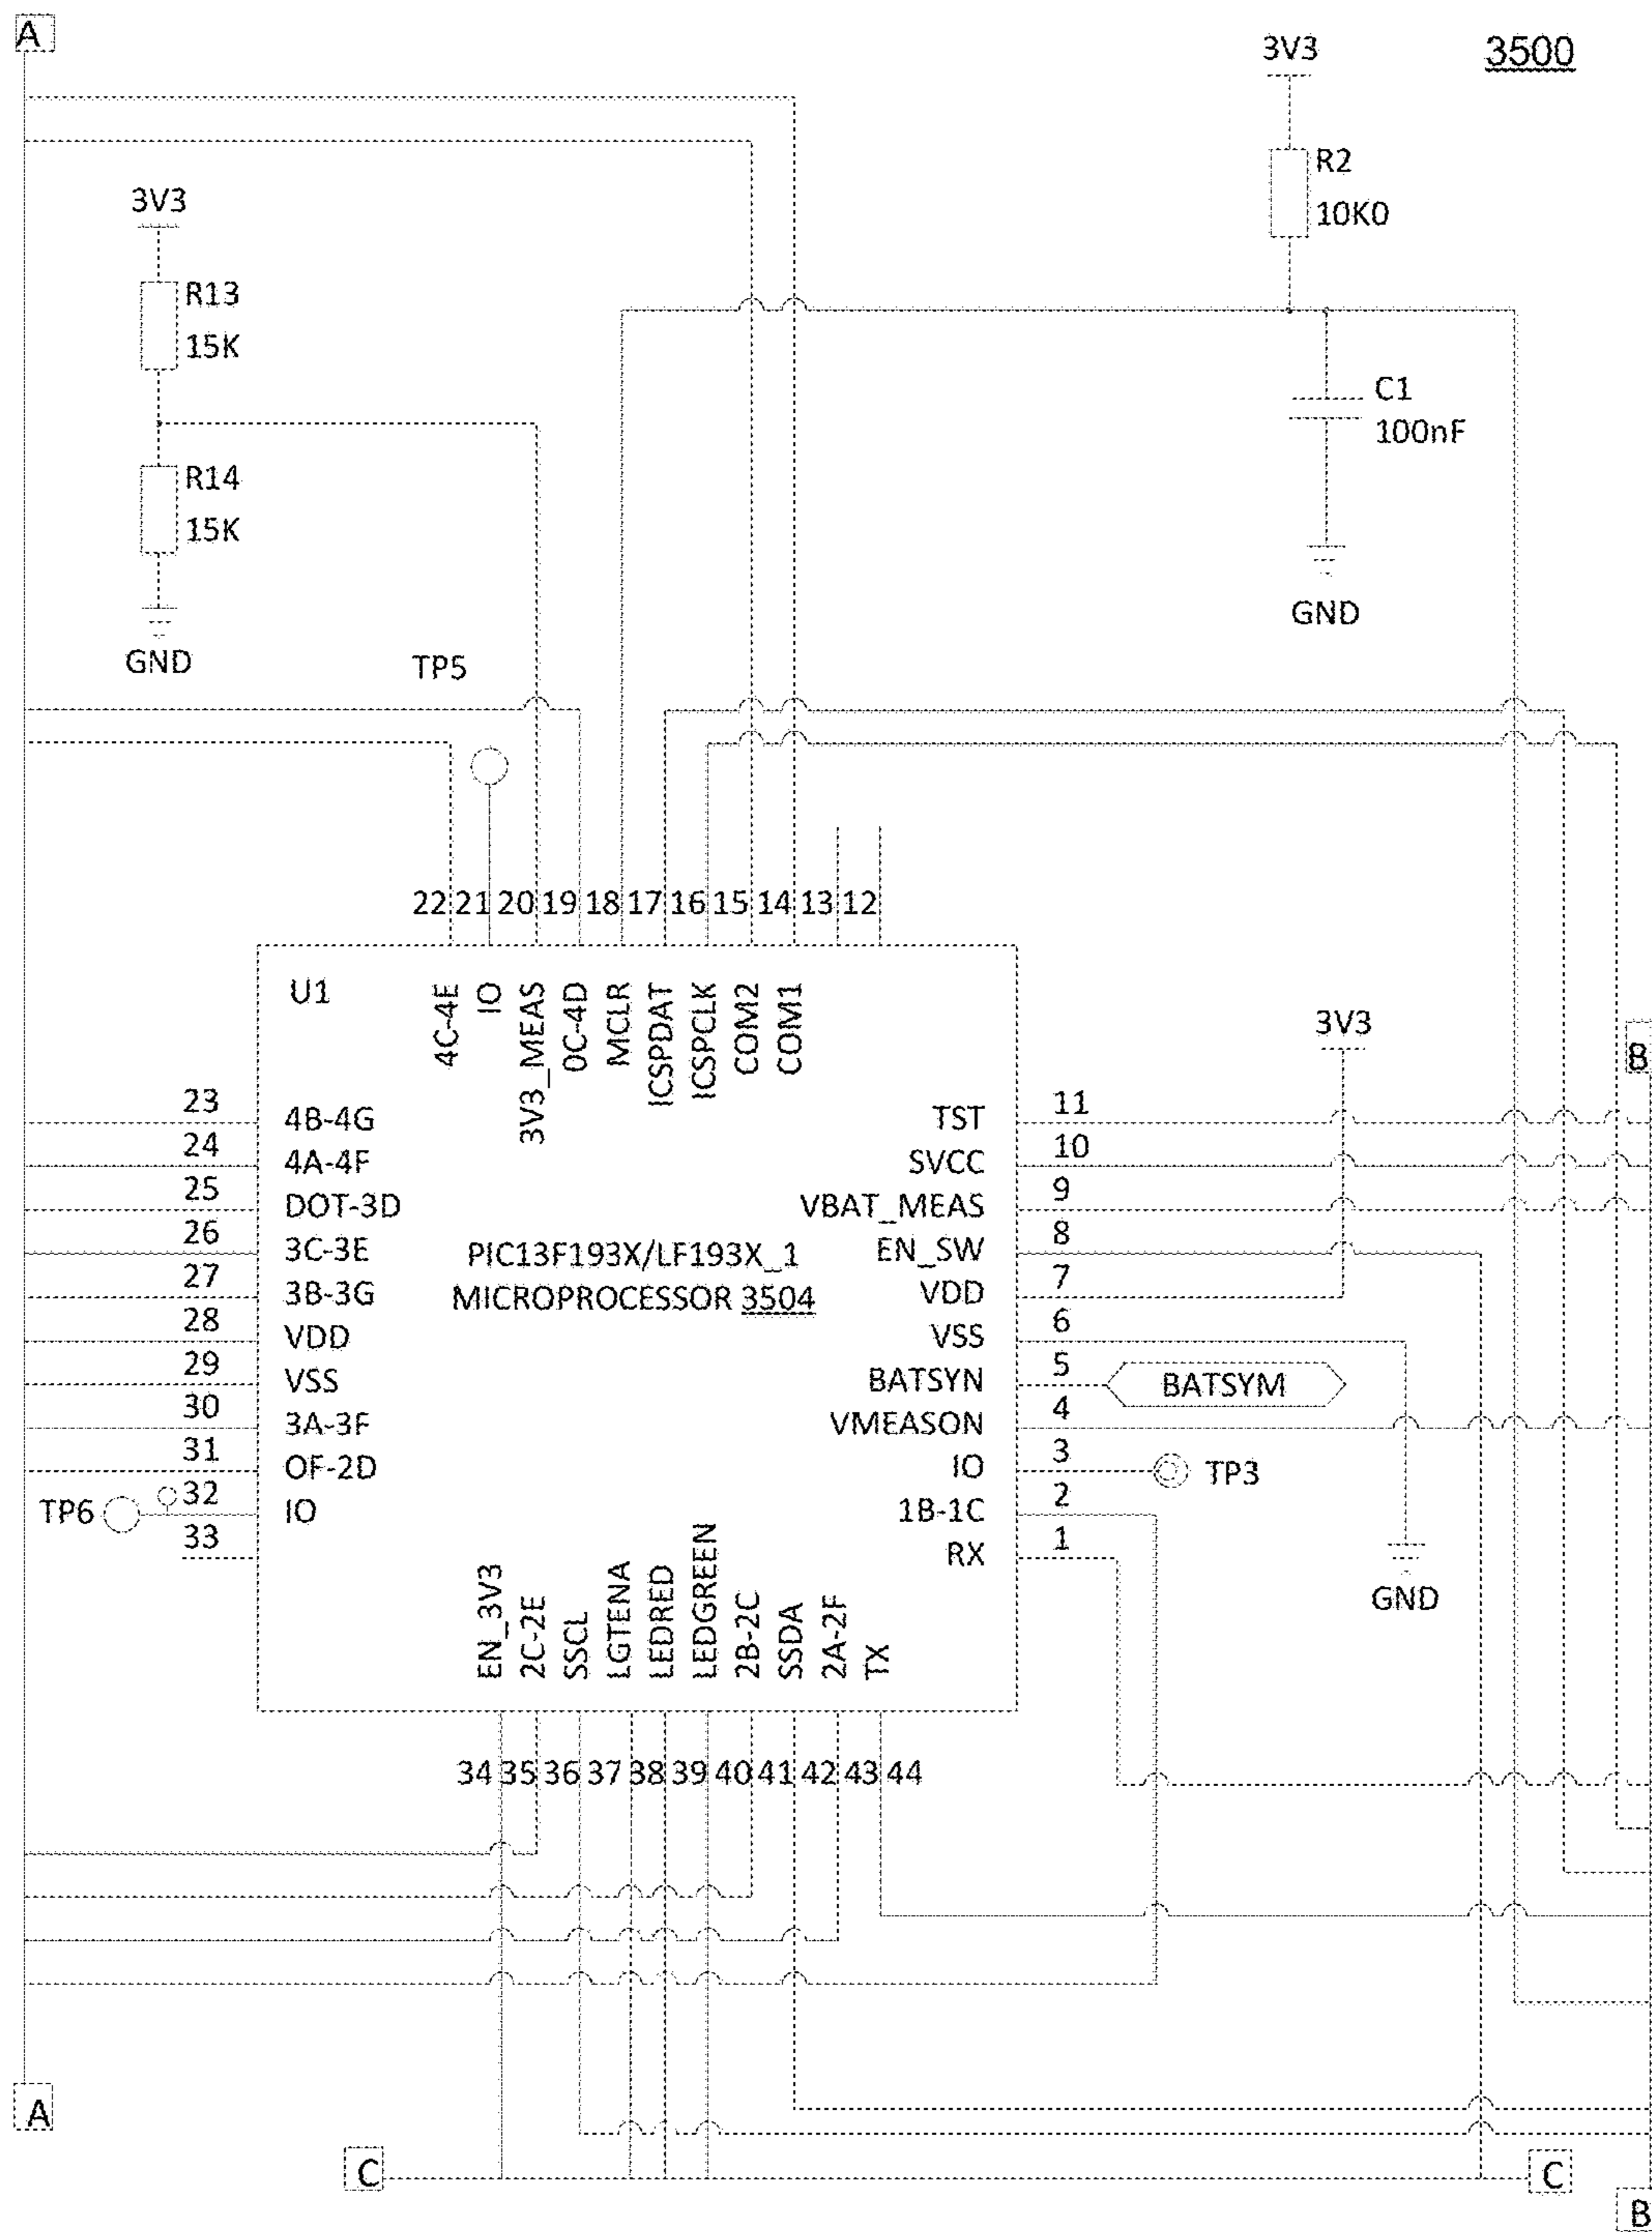 A
3500
3V3
R2
10K0
3V3
R13
15K
C1
100nF
R14
15K
GND
GND
TP5
22 21 20 19 18 17 16 15 14 13 12
U1
4C-4E
IO
3V3_MEAS
0C-4D
MCLR
ICSPDAT
ICSPCLK
COM2
COM1
3V3
B
23 4B-4G
24 4A-4F
25 DOT-3D
26 3C-3E
27 3B-3G
28 VDD
29 VSS
30 3A-3F
31 OF-2D
TP6 32 IO
33
PIC13F193X/LF193X_1
MICROPROCESSOR 3504
TST 11
SVCC 10
VBAT_MEAS 9
EN_SW 8
VDD 7
VSS 6
BATSYN 5 BATSYM
VMEASON 4
IO 3 TP3
1B-1C 2
RX 1
GND
EN_3V3
2C-2E
SSCL
LGTENA
LEDRED
LEDGREEN
2B-2C
SSDA
2A-2F
TX
34 35 36 37 38 39 40 41 42 43 44
A
C
C
B